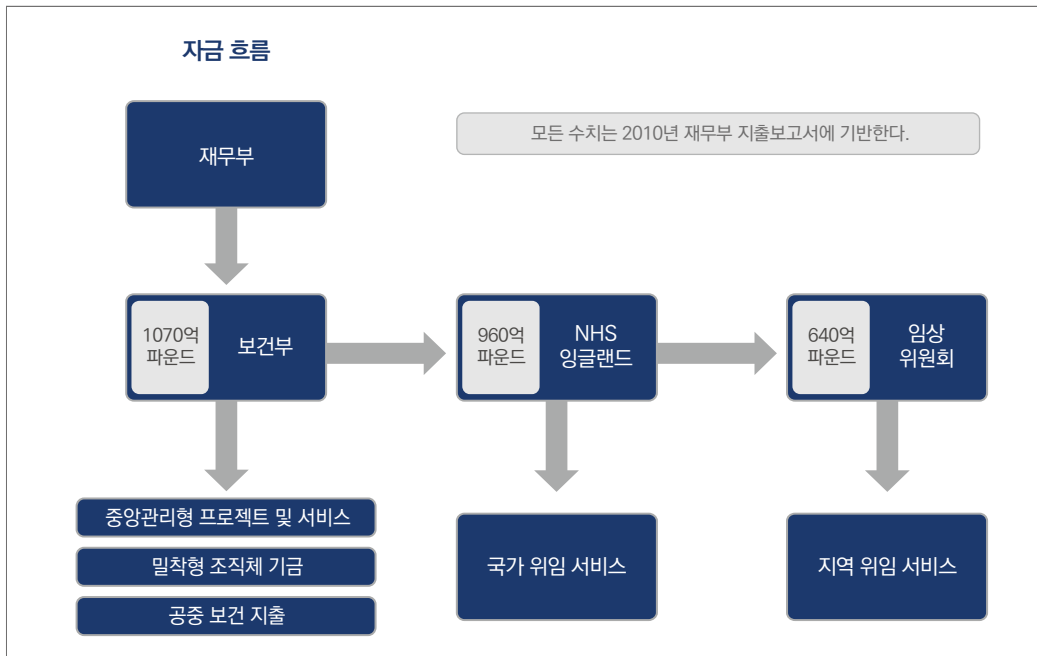 자금 흐름
재무부
모든 수치는 2010년 재무부 지출보고서에 기반한다.
1070억
파운드
보건부
960억
파운드
NHS
잉글랜드
640억
파운드
임상
위원회
중앙관리형 프로젝트 및 서비스
밀착형 조직체 기금
공중 보건 지출
국가 위임 서비스
지역 위임 서비스